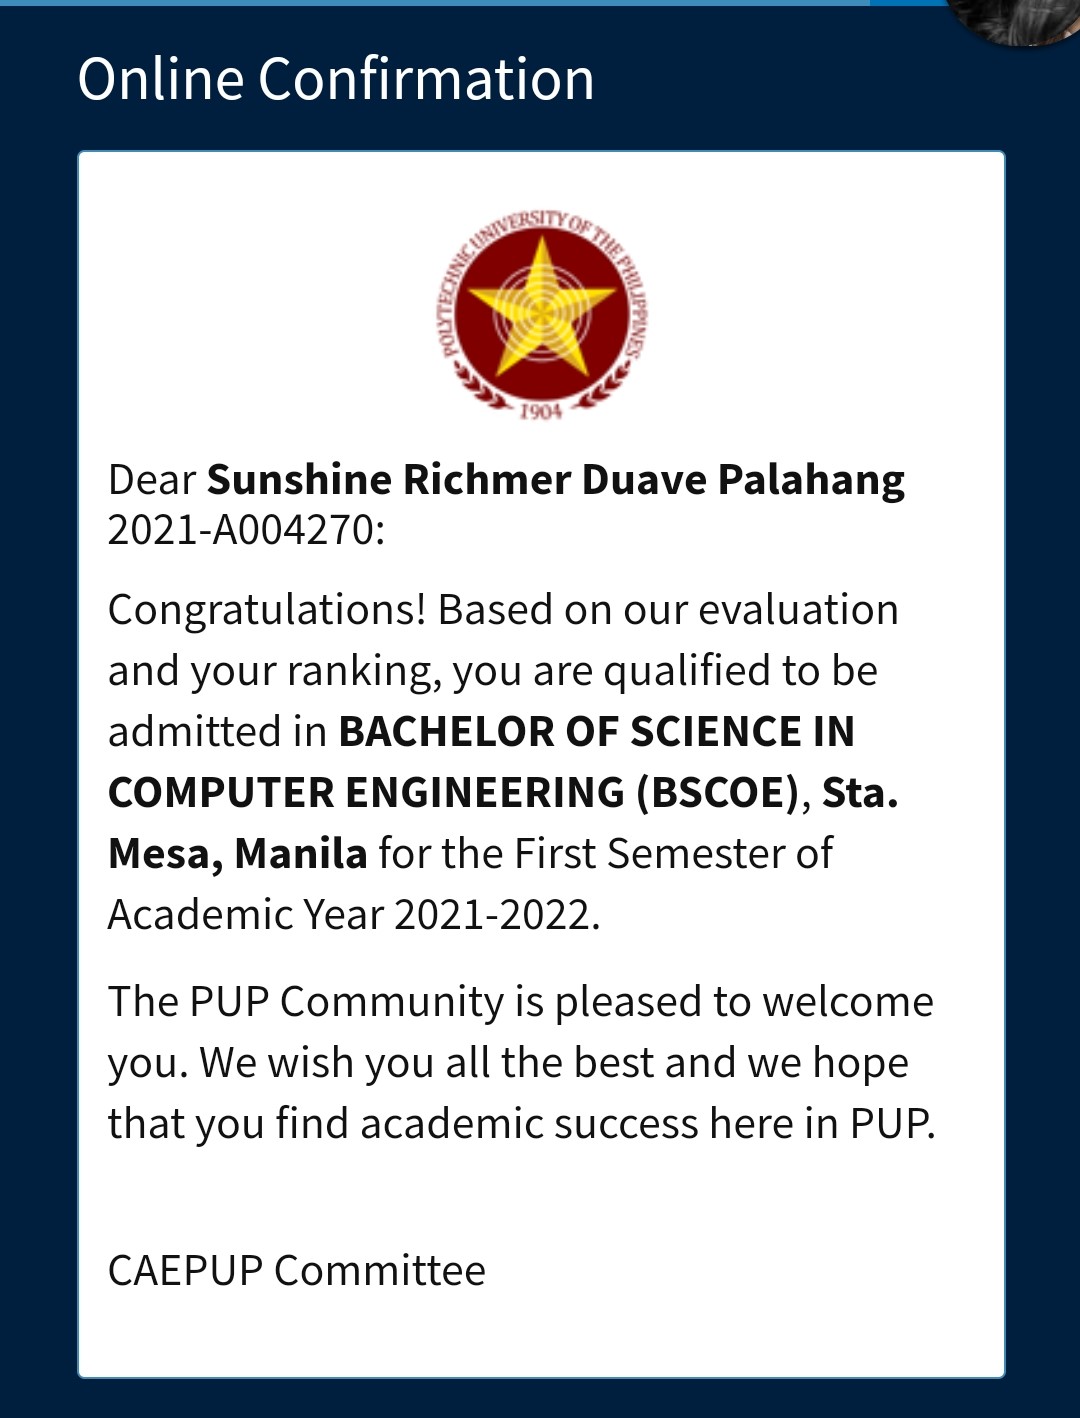 Online Confirmation
POLYTECHNIC UNIVERSITY OF THE PHILIPPINES
1904
Dear Sunshine Richmer Duave Palahang
2021-A004270:
Congratulations! Based on our evaluation
and your ranking, you are qualified to be
admitted in BACHELOR OF SCIENCE IN
COMPUTER ENGINEERING (BSCOE), Sta.
Mesa, Manila for the First Semester of
Academic Year 2021-2022.
The PUP Community is pleased to welcome
you. We wish you all the best and we hope
that you find academic success here in PUP.
CAEPUP Committee